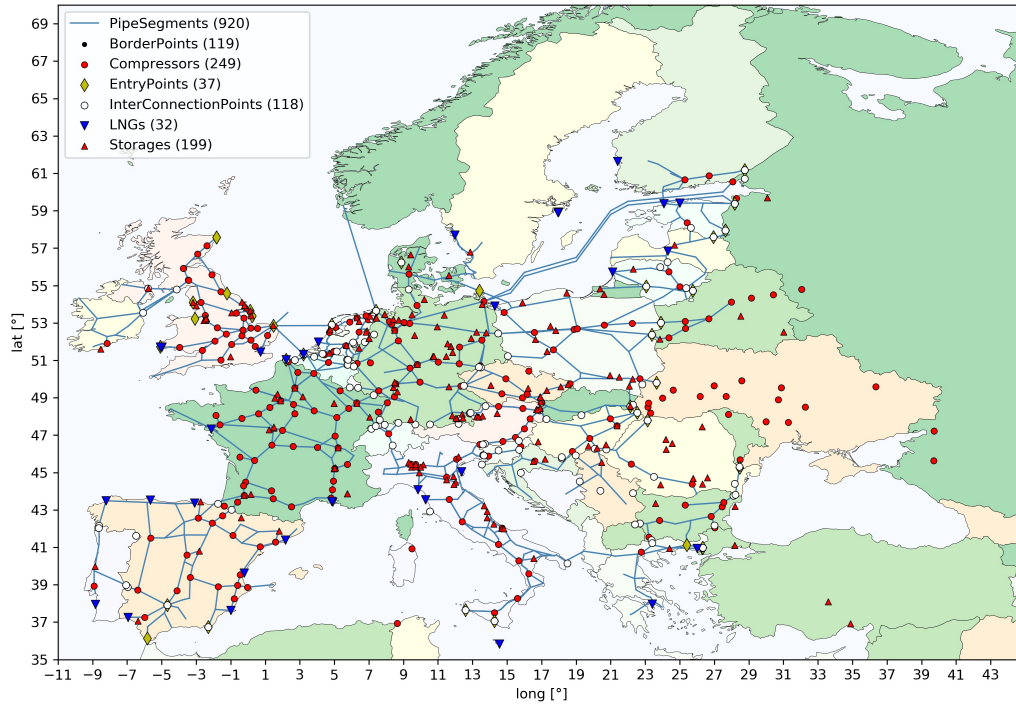 PipeSegments (920)
BorderPoints (119)
Compressors (249)
EntryPoints (37)
InterConnectionPoints (118)
LNGs (32)
Storages (199)
69
67
65
63
61
59
57
55
53
51
49
47
45
43
41
39
37
35
lat [°]
-11 -9 -7 -5 -3 -1 1 3 5 7 9 11 13 15 17 19 21 23 25 27 29 31 33 35 37 39 41 43
long [°]